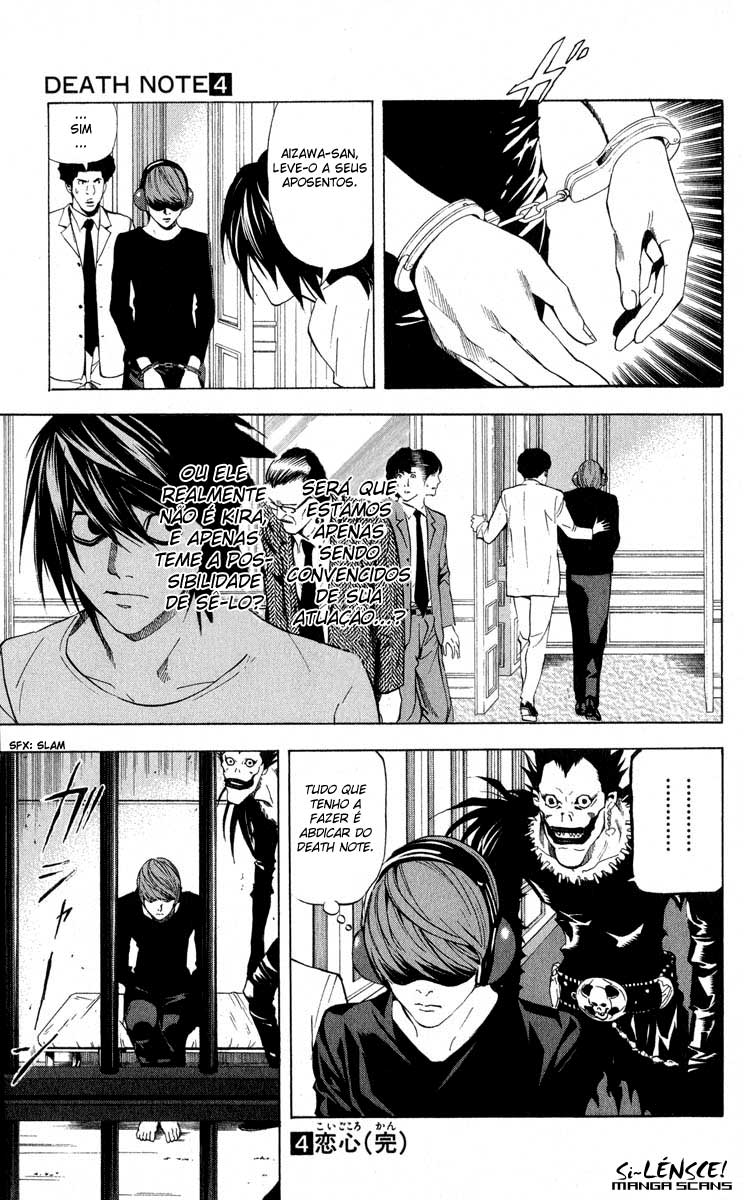 DEATH NOTE 4
ガ
AIZAWA-SAN,
LEVE-O A SEUS
APOSENTOS.
...
SIM
...
SERÁ QUE
ESTAMOS
APENAS
SENDO
CONVENCIDOS
DE SUA
ATUAÇÃO...?
OU ELE
REALMENTE
NÃO É KIRA,
E APENAS
TEME A POS-
SIBILIDADE
DE SÊ-LO?
.........
TUDO QUE
TENHO A
FAZER É
ABDICAR DO
DEATH NOTE.
SFX: SLAM
4 恋心(完)
こいごころ かん
Si-LÉNSCE!
MANGA SCANS